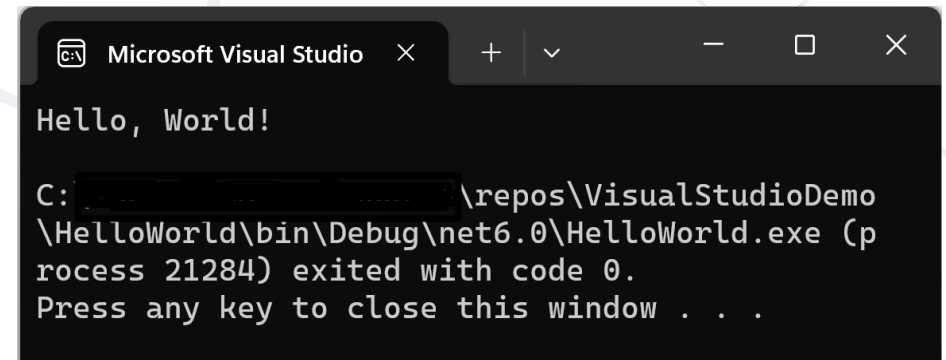 Microsoft Visual Studio
Hello, World!
C: \repos\VisualStudioDemo
\HelloWorld\bin\Debug\net6.0\HelloWorld.exe (p
rocess 21284) exited with code 0.
Press any key to close this window . . .